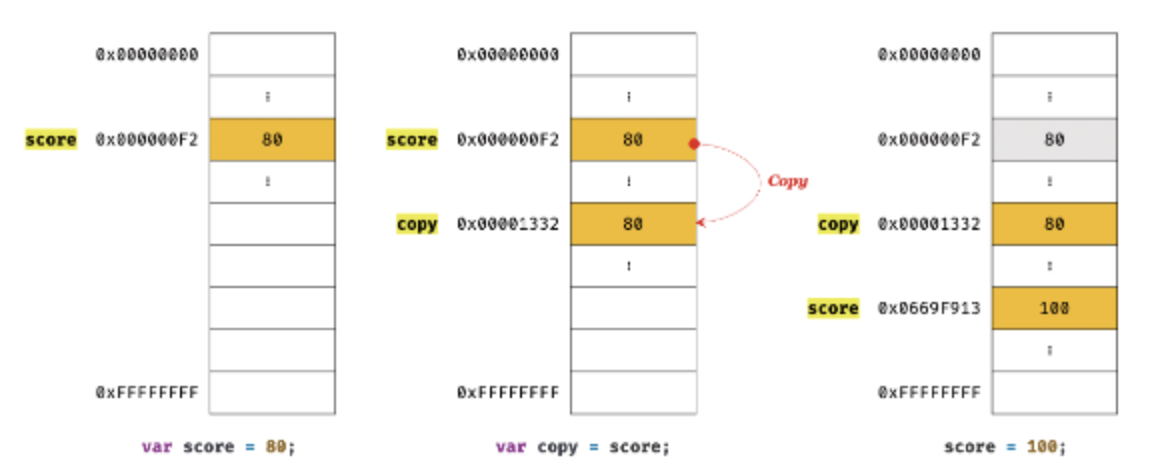 0x00000000 0x00000000 0x00000000
⋮ ⋮ ⋮
score 0x000000F2 80 score 0x000000F2 80 0x000000F2 80
⋮ ⋮ Copy ⋮
copy 0x00001332 80 copy 0x00001332 80
⋮ ⋮
score 0x0669F913 100
⋮
0xFFFFFFFF 0xFFFFFFFF 0xFFFFFFFF
var score = 80; var copy = score; score = 100;